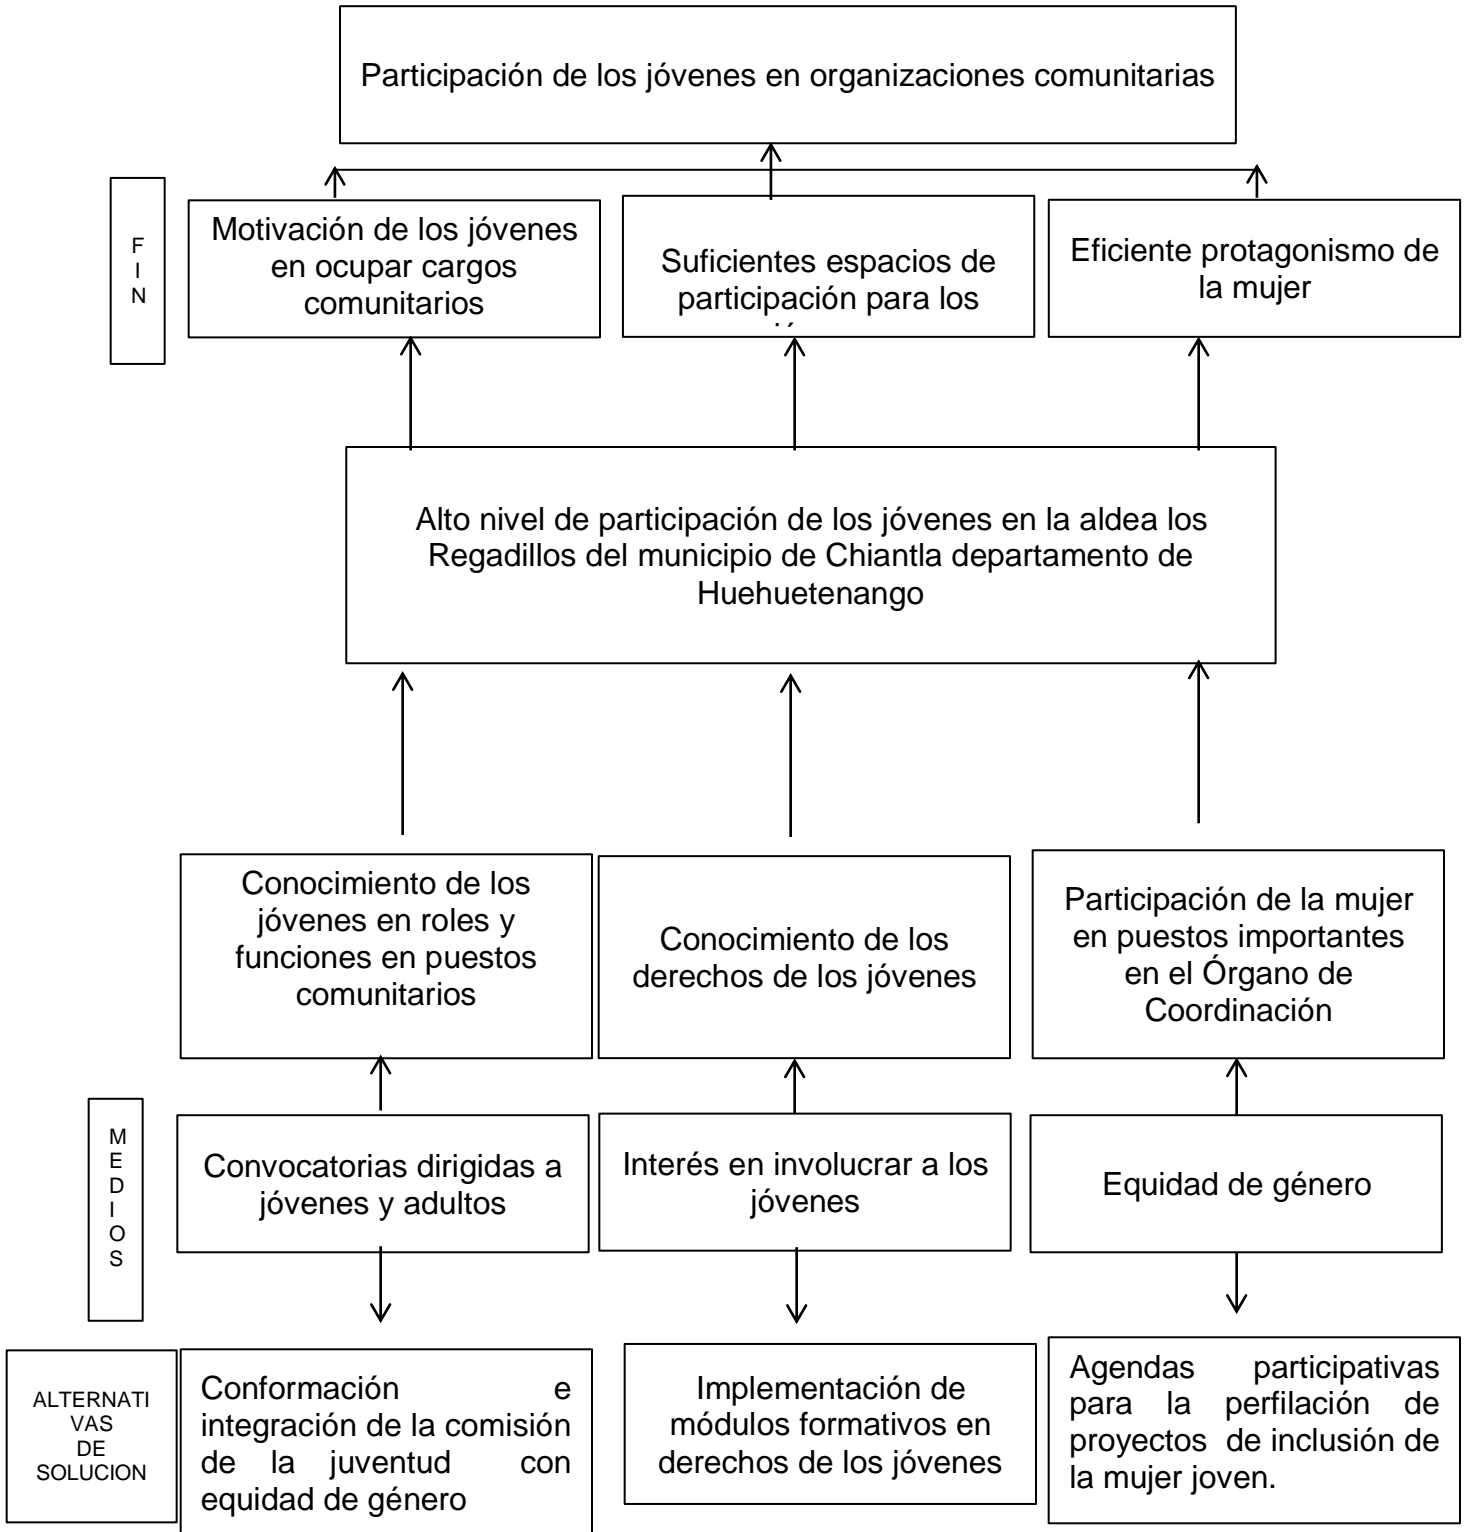 Participación de los jóvenes en organizaciones comunitarias
F
I
N
Motivación de los jóvenes
en ocupar cargos
comunitarios
Suficientes espacios de
participación para los
Eficiente protagonismo de
la mujer
Alto nivel de participación de los jóvenes en la aldea los
Regadillos del municipio de Chiantla departamento de
Huehuetenango
Conocimiento de los
jóvenes en roles y
funciones en puestos
comunitarios
Conocimiento de los
derechos de los jóvenes
Participación de la mujer
en puestos importantes
en el Órgano de
Coordinación
M
E
D
I
O
S
Convocatorias dirigidas a
jóvenes y adultos
Interés en involucrar a los
jóvenes
Equidad de género
ALTERNATI
VAS
DE
SOLUCION
Conformación e
integración de la comisión
de la juventud con
equidad de género
Implementación de
módulos formativos en
derechos de los jóvenes
Agendas participativas
para la perfilación de
proyectos de inclusión de
la mujer joven.